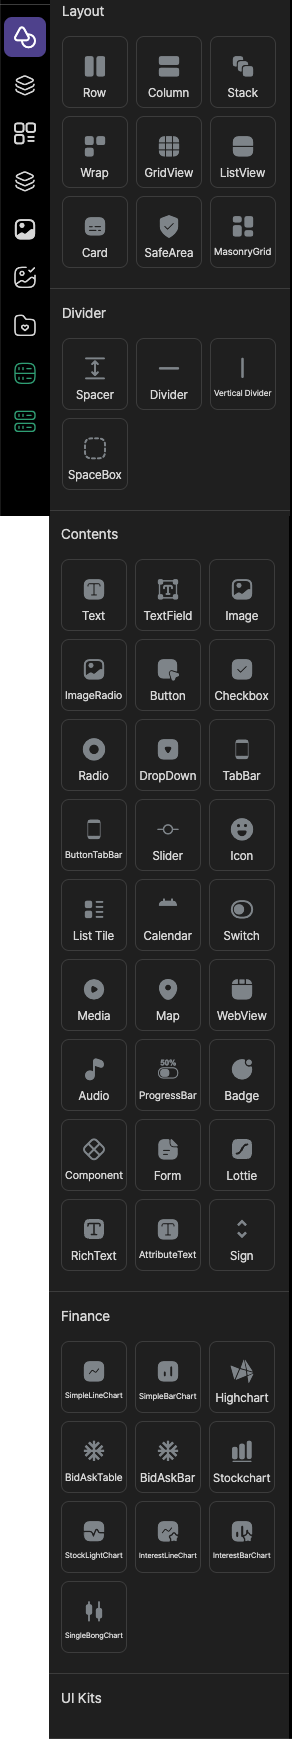 Layout
Row Column Stack
Wrap GridView ListView
Card SafeArea MasonryGrid
Divider
Spacer Divider Vertical Divider
SpaceBox
Contents
Text TextField Image
ImageRadio Button Checkbox
Radio DropDown TabBar
ButtonTabBar Slider Icon
List Tile Calendar Switch
Media Map WebView
50%
Audio ProgressBar Badge
Component Form Lottie
RichText AttributeText Sign
Finance
SimpleLineChart SimpleBarChart Highchart
BidAskTable BidAskBar Stockchart
StockLightChart InterestLineChart InterestBarChart
SingleBongChart
UI Kits